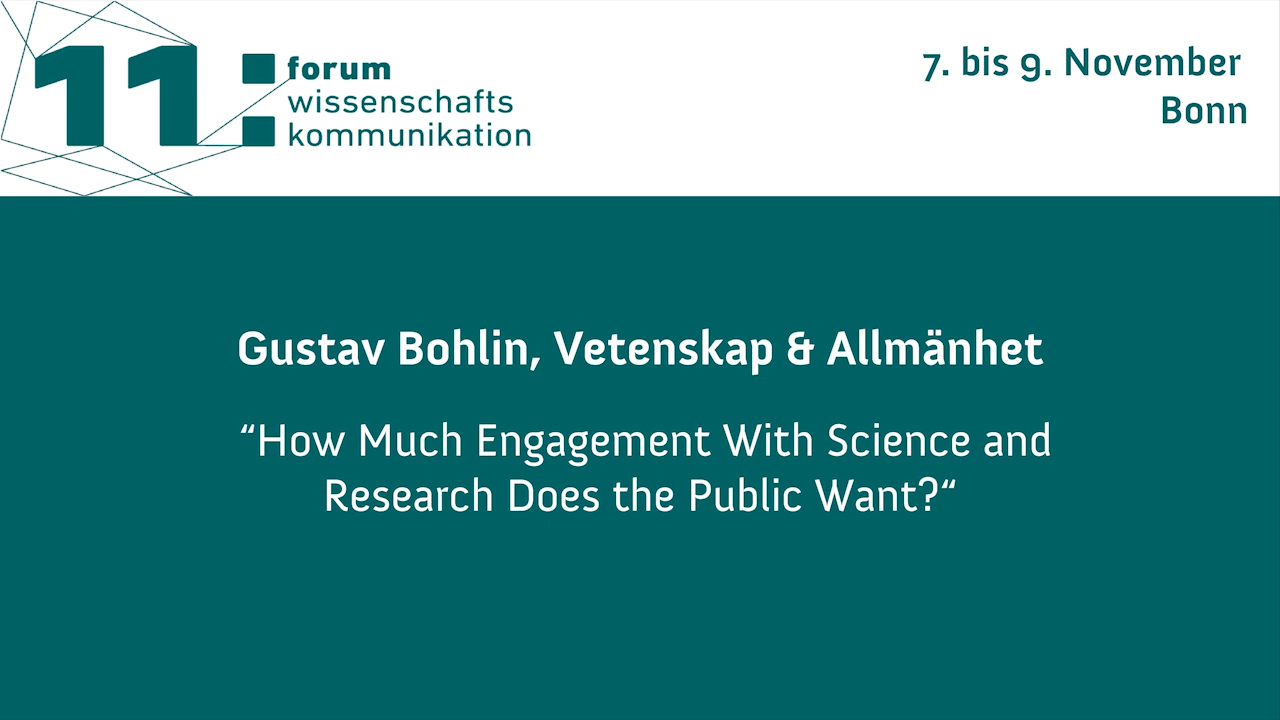 11:
forum
wissenschafts
kommunikation
7. bis 9. November
Bonn
Gustav Bohlin, Vetenskap & Allmänhet
“How Much Engagement With Science and
Research Does the Public Want?“